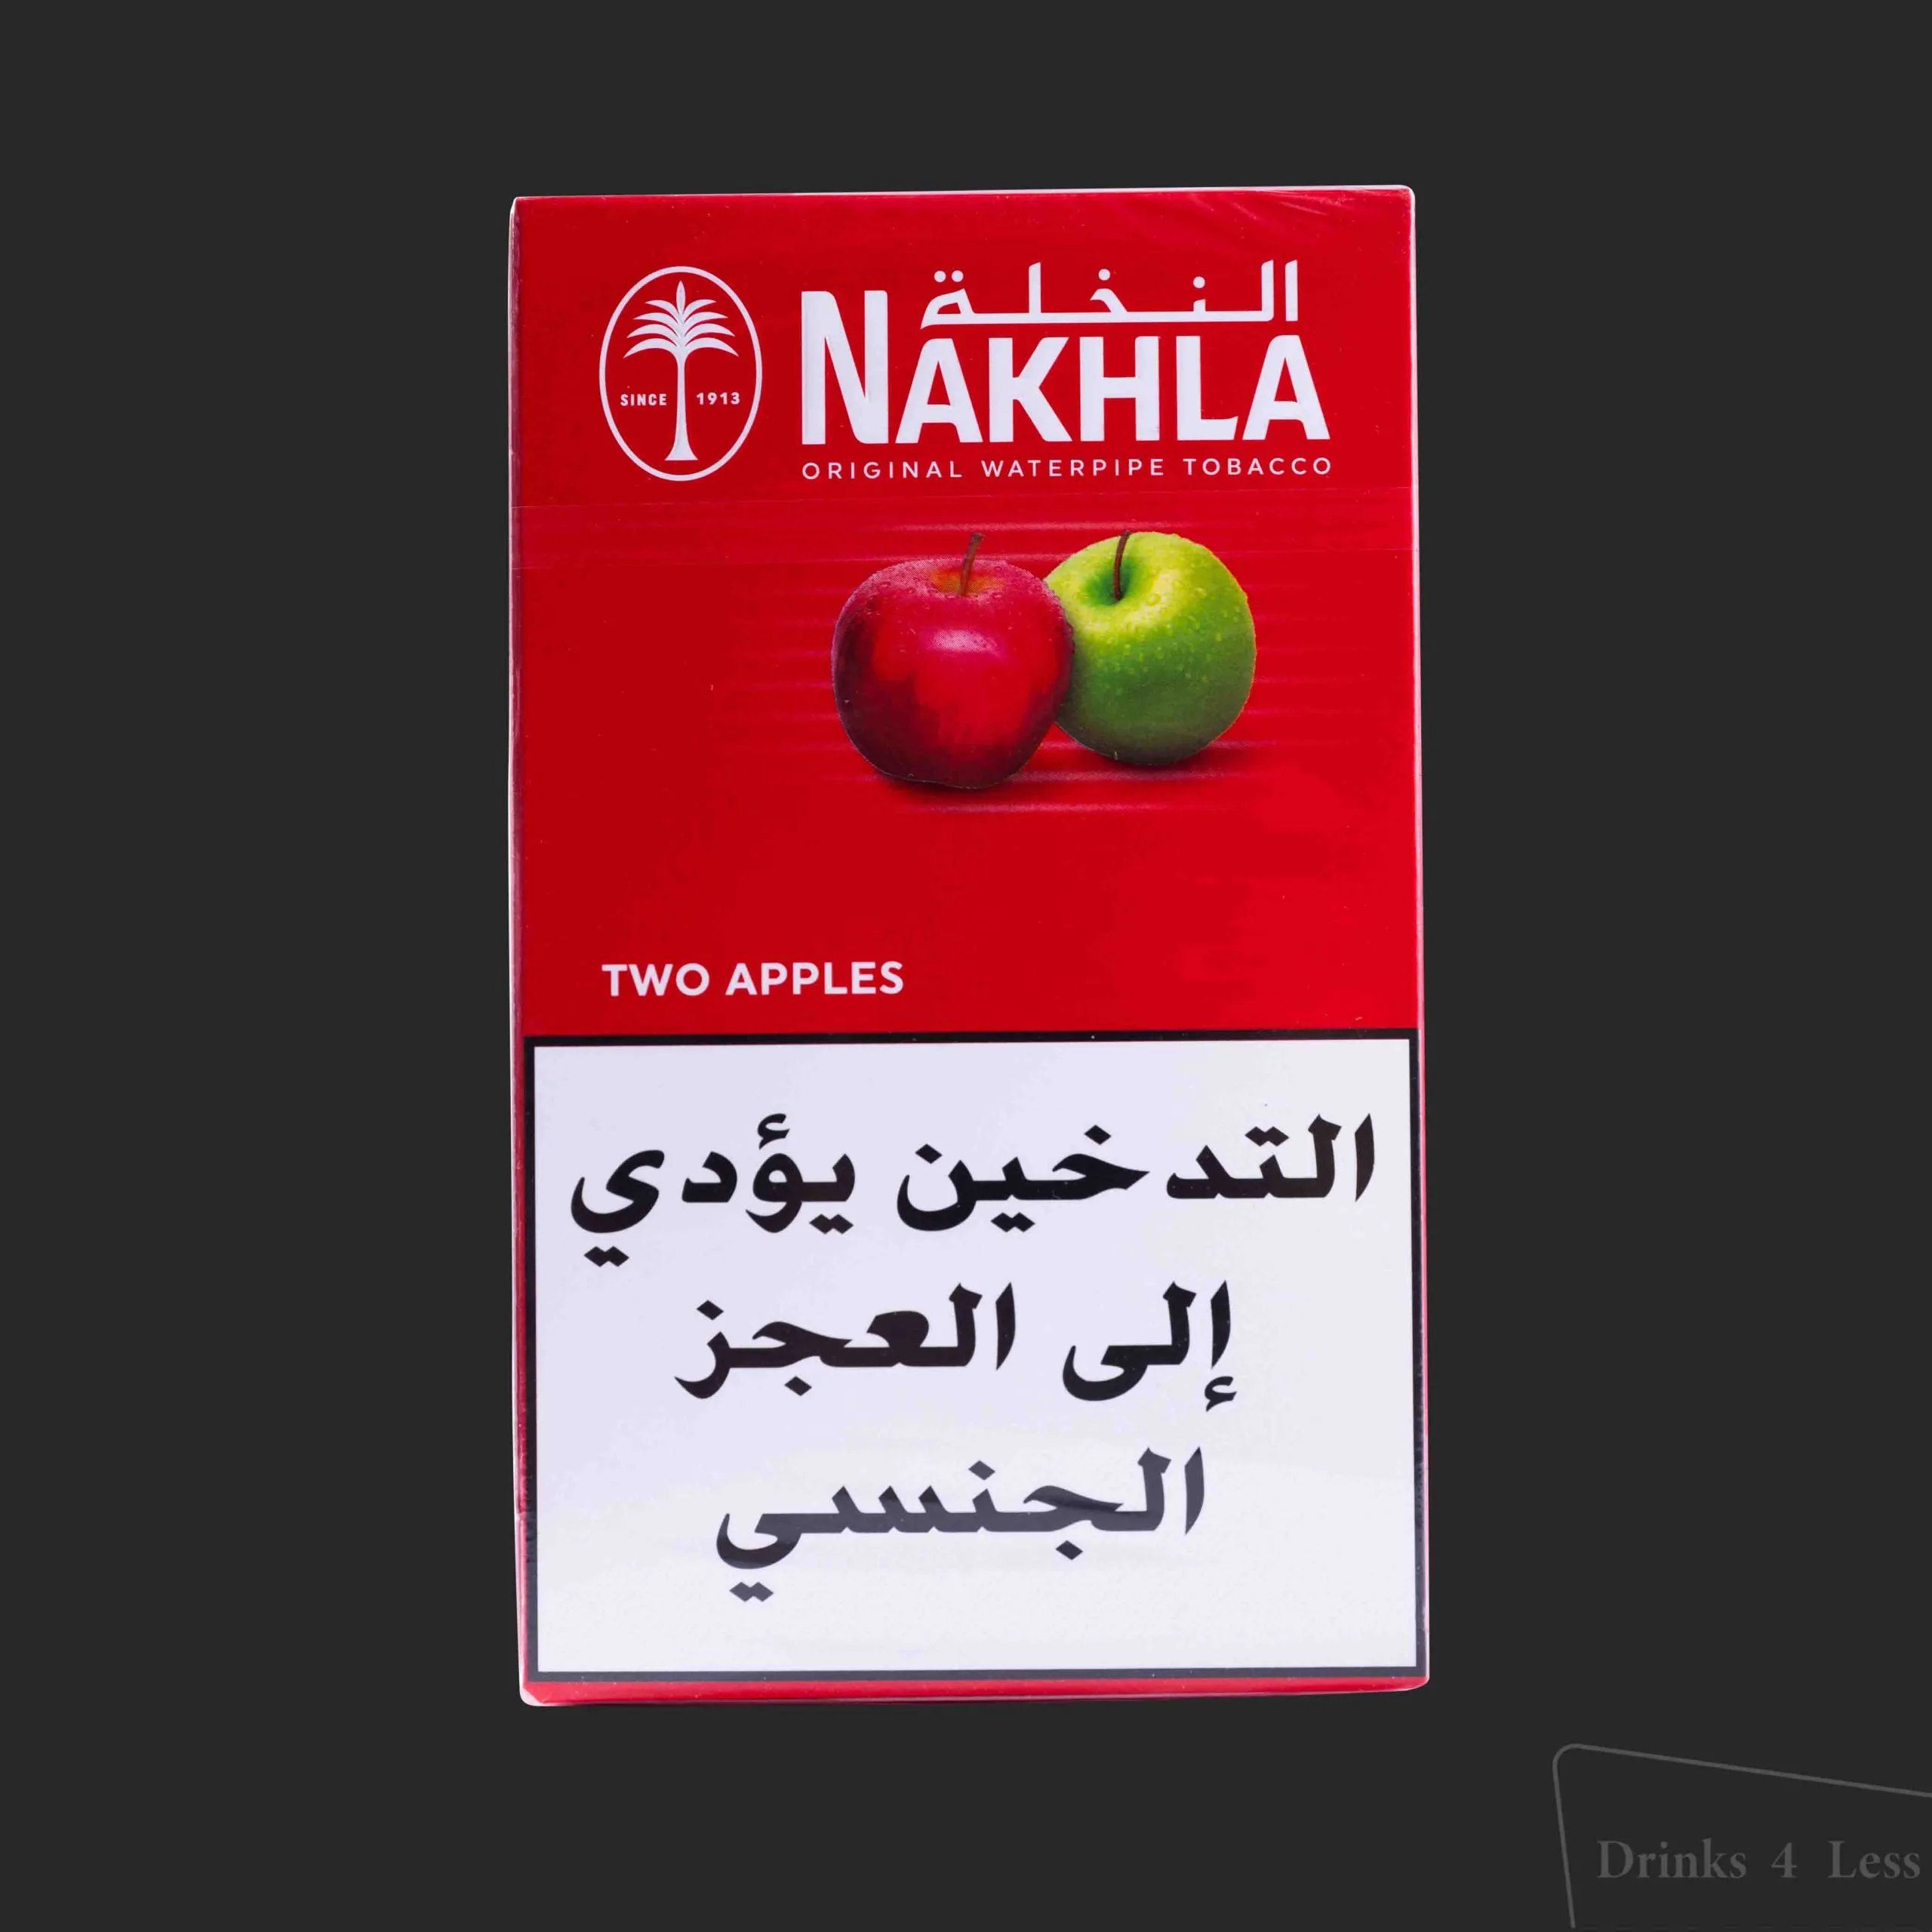 النخلة
NAKHLA
SINCE 1913
ORIGINAL WATERPIPE TOBACCO
TWO APPLES
التدخين يؤدي
إلى العجز
الجنسي
Drinks 4 Less